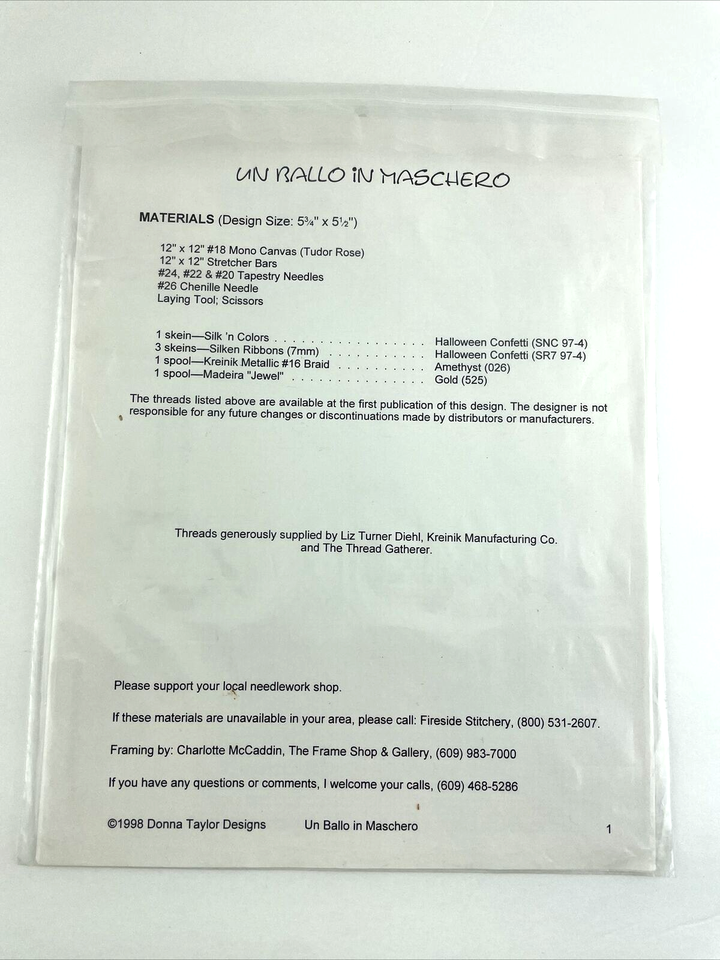 UN BALLO iN MASCHERO
MATERIALS (Design Size: 5¾" x 5½")
12" x 12" #18 Mono Canvas (Tudor Rose)
12" x 12" Stretcher Bars
#24, #22 & #20 Tapestry Needles
#26 Chenille Needle
Laying Tool; Scissors
1 skein—Silk 'n Colors . . . . . . . . . . . . . . . . . Halloween Confetti (SNC 97-4)
3 skeins—Silken Ribbons (7mm) . . . . . . . . . . . Halloween Confetti (SR7 97-4)
1 spool—Kreinik Metallic #16 Braid . . . . . . . . . . Amethyst (026)
1 spool—Madeira "Jewel" . . . . . . . . . . . . . . . Gold (525)
The threads listed above are available at the first publication of this design. The designer is not
responsible for any future changes or discontinuations made by distributors or manufacturers.
Threads generously supplied by Liz Turner Diehl, Kreinik Manufacturing Co.
and The Thread Gatherer.
Please support your local needlework shop.
If these materials are unavailable in your area, please call: Fireside Stitchery, (800) 531-2607.
Framing by: Charlotte McCaddin, The Frame Shop & Gallery, (609) 983-7000
If you have any questions or comments, I welcome your calls, (609) 468-5286
©1998 Donna Taylor Designs Un Ballo in Maschero 1